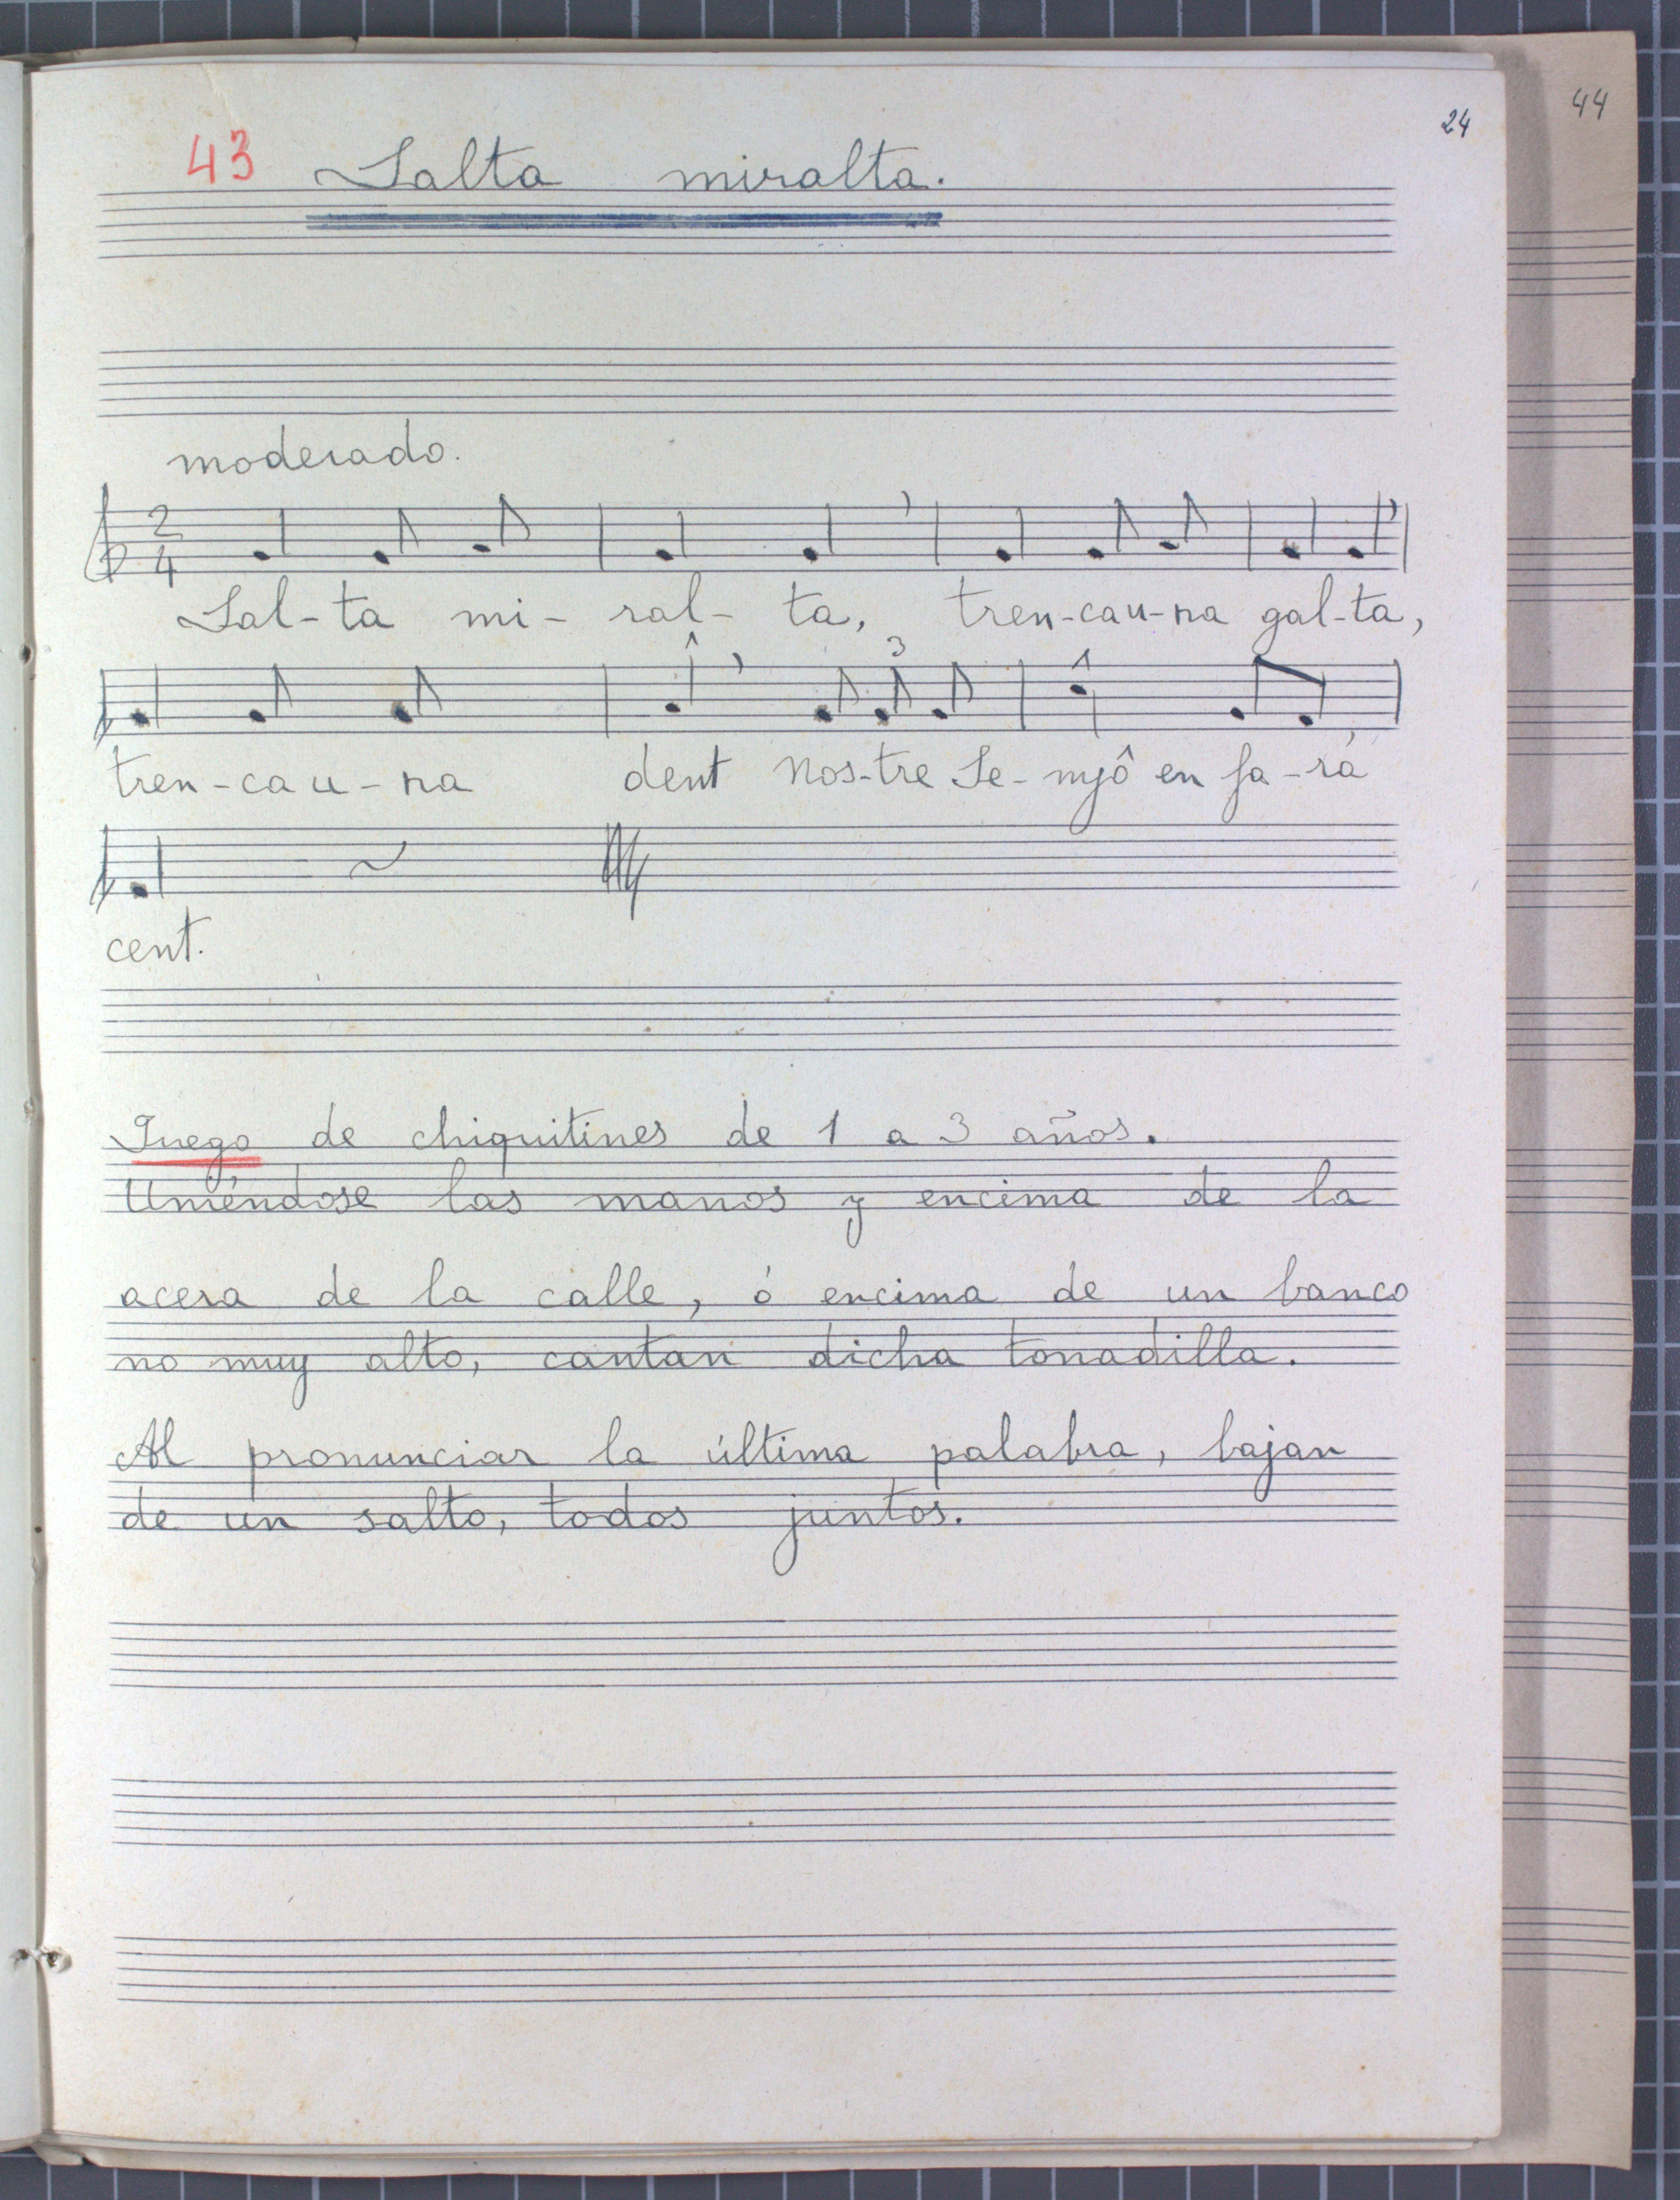 44
24
43 Salta miralta.
moderado.
2
4
Sal-ta mi-ral-ta, tren-cau-na gal-ta,
3
tren-cau-na dent Nos-tre Se-nyô en fa-rá
cent.
Juego de chiquitines de 1 a 3 años.
Uniéndose las manos y encima de la
acera de la calle, ó encima de un banco
no muy alto, cantan dicha tonadilla.
Al pronunciar la última palabra, bajan
de un salto, todos juntos.